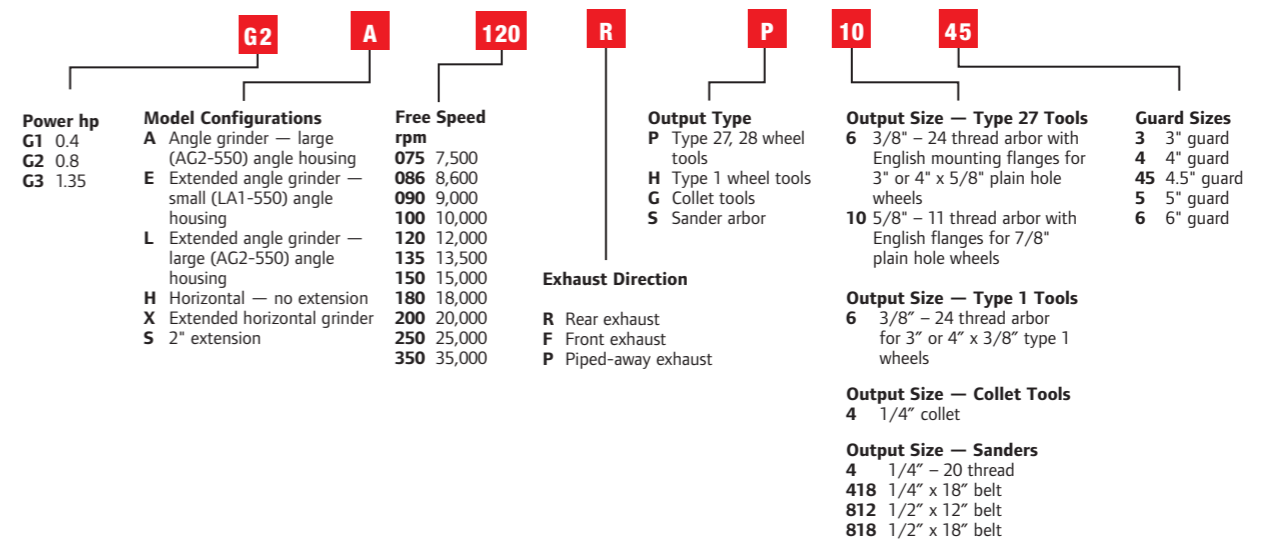 G2 A 120 R P 10 45
Power hp
G1 0.4
G2 0.8
G3 1.35
Model Configurations
A Angle grinder — large
(AG2-550) angle housing
E Extended angle grinder —
small (LA1-550) angle
housing
L Extended angle grinder —
large (AG2-550) angle
housing
H Horizontal — no extension
X Extended horizontal grinder
S 2" extension
Free Speed
rpm
075 7,500
086 8,600
090 9,000
100 10,000
120 12,000
135 13,500
150 15,000
180 18,000
200 20,000
250 25,000
350 35,000
Exhaust Direction
R Rear exhaust
F Front exhaust
P Piped-away exhaust
Output Type
P Type 27, 28 wheel
tools
H Type 1 wheel tools
G Collet tools
S Sander arbor
Output Size — Type 27 Tools
6 3/8" – 24 thread arbor with
English mounting flanges for
3" or 4" x 5/8" plain hole
wheels
10 5/8" – 11 thread arbor with
English flanges for 7/8"
plain hole wheels
Output Size — Type 1 Tools
6 3/8″ – 24 thread arbor
for 3″ or 4″ x 3/8″ type 1
wheels
Output Size — Collet Tools
4 1/4″ collet
Output Size — Sanders
4 1/4″ – 20 thread
418 1/4″ x 18″ belt
812 1/2″ x 12″ belt
818 1/2″ x 18″ belt
Guard Sizes
3 3" guard
4 4" guard
45 4.5" guard
5 5" guard
6 6" guard